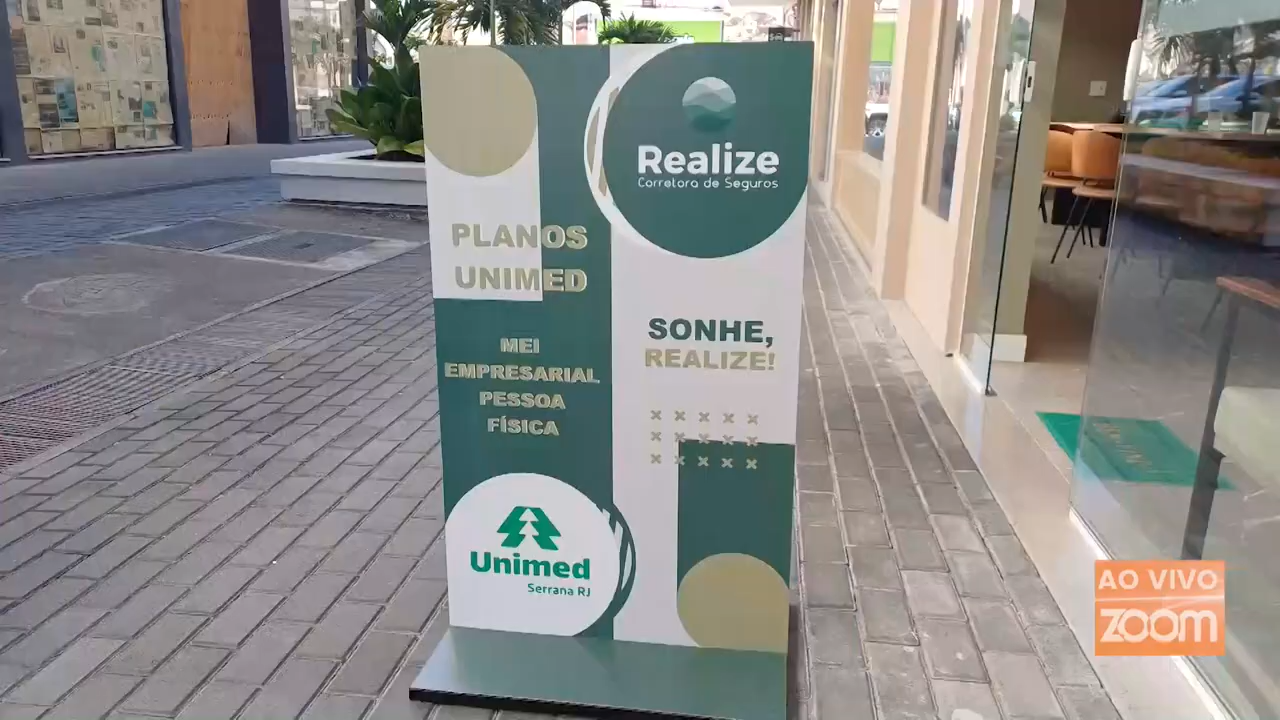 Realize
Corretora de Seguros
PLANOS
UNIMED
MEI
EMPRESARIAL
PESSOA
FÍSICA
SONHE,
REALIZE!
Unimed
Serrana RJ
AO VIVO
ZOOM